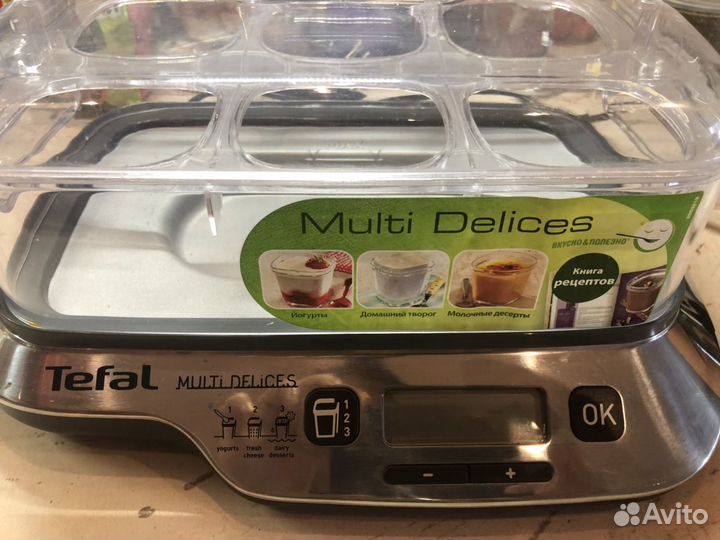 Multi Delices
ВКУСНО&ПОЛЕЗНО
Йогурты
Домашний творог
Молочные десерты
Книга
рецептов
Tefal
MULTI DELICES
1 2 3
yogurts
fresh cheese
dairy desserts
1
2
3
OK
- +
Avito